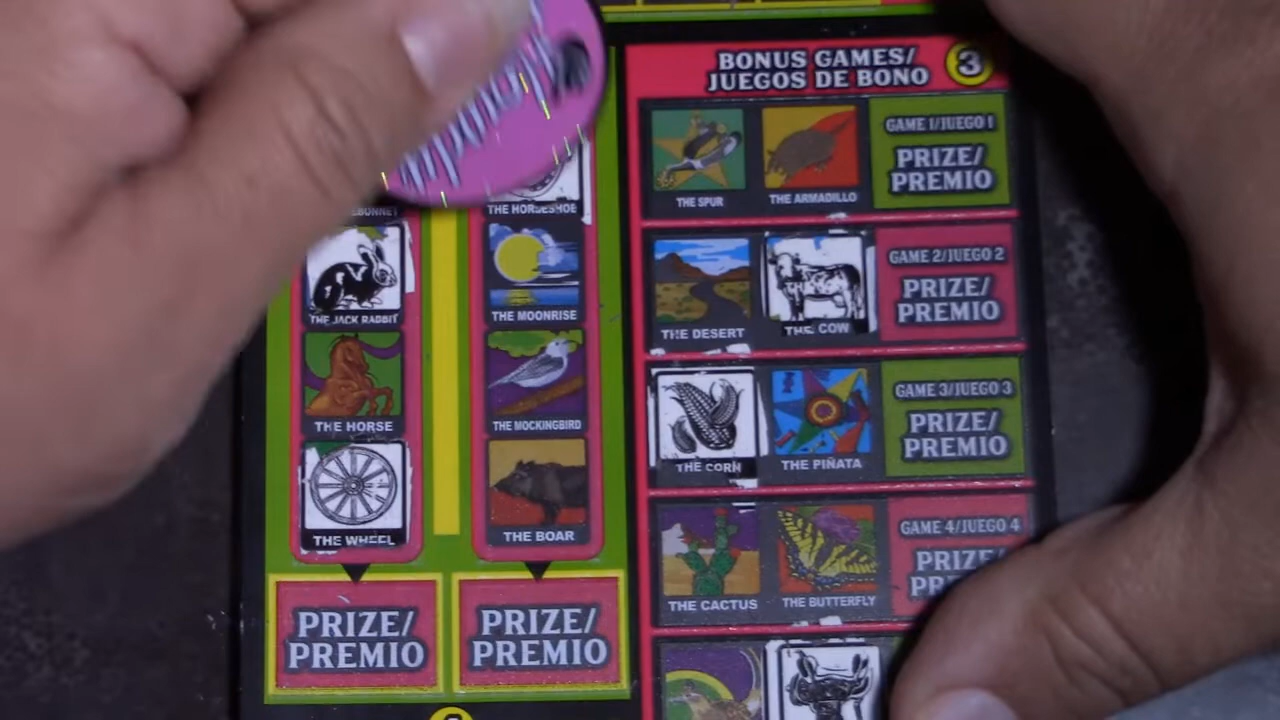 BONUS GAMES/
JUEGOS DE BONO
3
GAME 1/JUEGO 1
PRIZE/
PREMIO
THE SPUR
THE ARMADILLO
THE HORSESHOE
GAME 2/JUEGO 2
PRIZE/
PREMIO
THE JACK RABBIT
THE MOONRISE
THE DESERT
THE COW
GAME 3/JUEGO 3
PRIZE/
PREMIO
THE HORSE
THE MOCKINGBIRD
THE CORN
THE PIÑATA
GAME 4/JUEGO 4
THE WHEEL
THE BOAR
THE CACTUS
THE BUTTERFLY
PRIZE/
PREMIO
PRIZE/
PREMIO